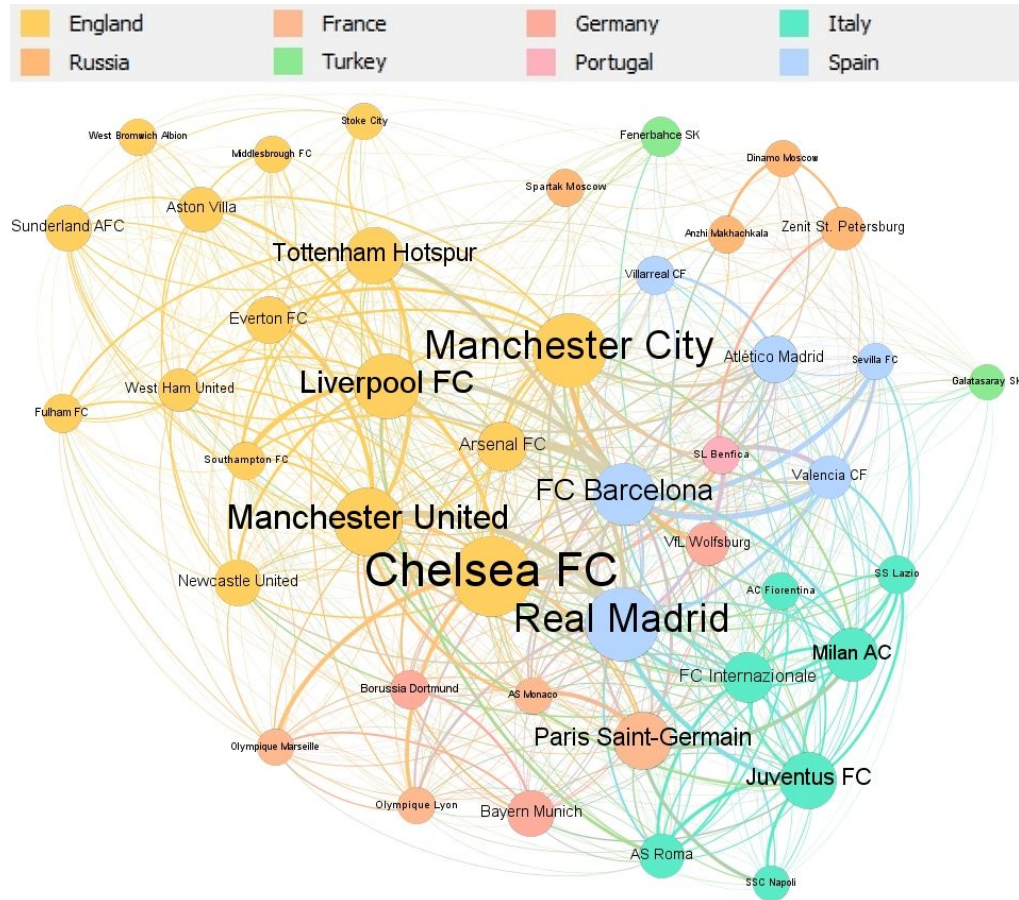 England
France
Germany
Italy
Russia
Turkey
Portugal
Spain
Stoke City
West Bromwich Albion
Fenerbahce SK
Middlesbrough FC
Dinamo Moscow
Spartak Moscow
Aston Villa
Sunderland AFC
Zenit St. Petersburg
Anzhi Makhachkala
Tottenham Hotspur
Villarreal CF
Everton FC
Manchester City
Atlético Madrid
Sevilla FC
Liverpool FC
Galatasaray SK
West Ham United
Fulham FC
Arsenal FC
SL Benfica
Southampton FC
Valencia CF
FC Barcelona
Manchester United
VfL Wolfsburg
Chelsea FC
SS Lazio
Newcastle United
AC Fiorentina
Real Madrid
Milan AC
FC Internazionale
Borussia Dortmund
AS Monaco
Paris Saint-Germain
Olympique Marseille
Juventus FC
Olympique Lyon
Bayern Munich
AS Roma
SSC Napoli